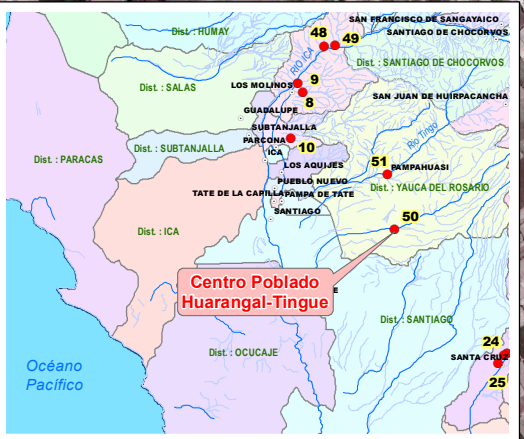 SAN FRANCISCO DE SANGAYAICO
Dist. : HUMAY
48
49
SANTIAGO DE CHOCORVOS
RIO ICA
Dist. : SANTIAGO DE CHOCORVOS
Dist. : SALAS
LOS MOLINOS
9
8
SAN JUAN DE HUIRPACANCHA
GUADALUPE
SUBTANJALLA
Rio Tingo
Dist. : SUBTANJALLA
PARCONA
10
ICA
Dist. : PARACAS
LOS AQUIJES
51
PAMPAHUASI
PUEBLO NUEVO
Dist. : YAUCA DEL ROSARIO
TATE DE LA CAPILLA
PAMPA DE TATE
SANTIAGO
50
Dist. : ICA
Centro Poblado
Huarangal-Tingue
E
Dist. : SANTIAGO
Dist. : OCUCAJE
24
SANTA CRUZ
Océano
Pacífico
25